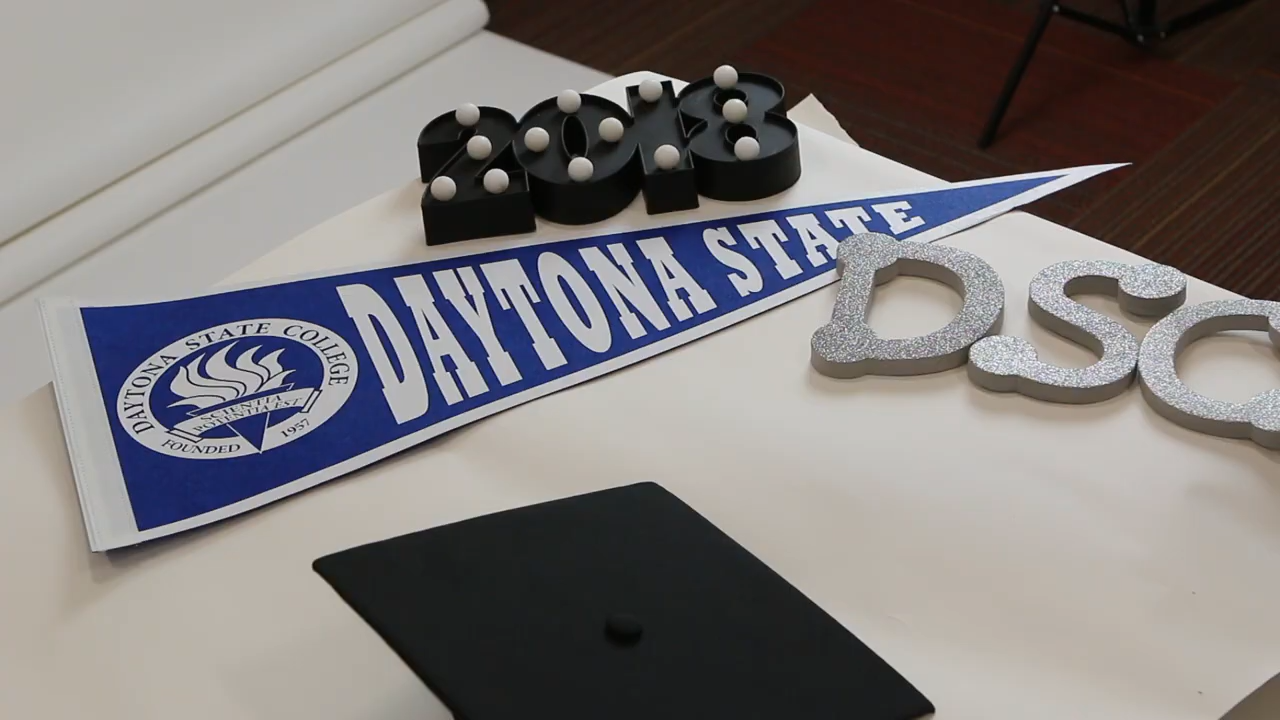 2018
DAYTONA STATE
DAYTONA STATE COLLEGE
SCIENTIA
POTENTIA EST
FOUNDED 1957
DSC